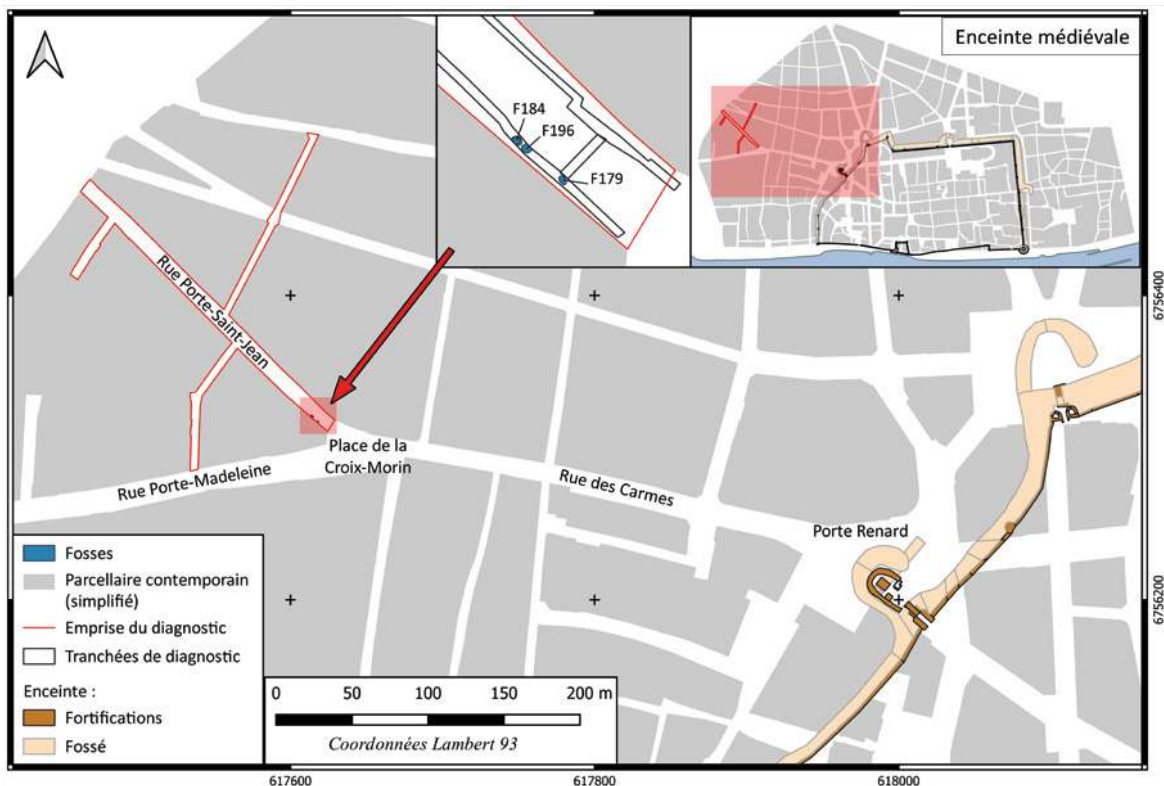 Enceinte médiévale
F184
F196
F179
Rue Porte-Saint-Jean
Place de la
Croix-Morin
Rue Porte-Madeleine
Rue des Carmes
Porte Renard
6756400
6756200
Fosses
Parcellaire contemporain
(simplifié)
Emprise du diagnostic
Tranchées de diagnostic
Enceinte :
Fortifications
Fossé
0 50 100 150 200 m
Coordonnées Lambert 93
617600 617800 618000